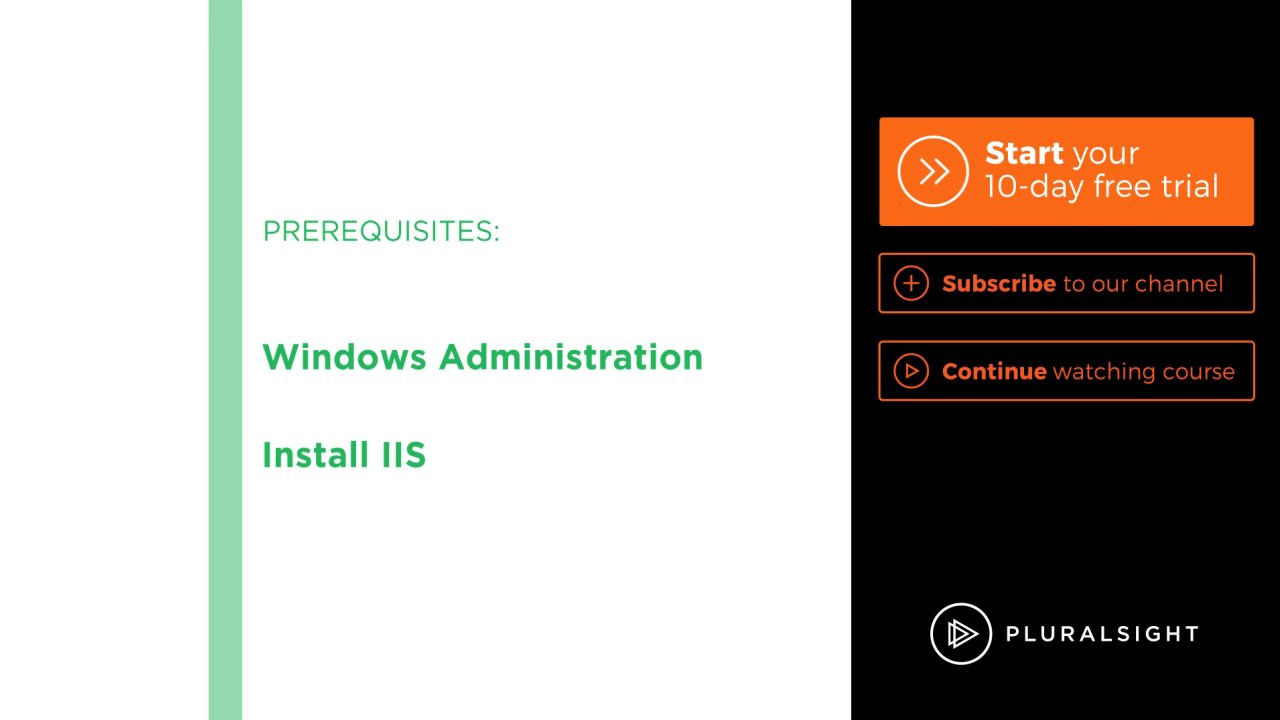 PREREQUISITES:
Windows Administration
Install IIS
Start your
10-day free trial
Subscribe to our channel
Continue watching course
PLURALSIGHT